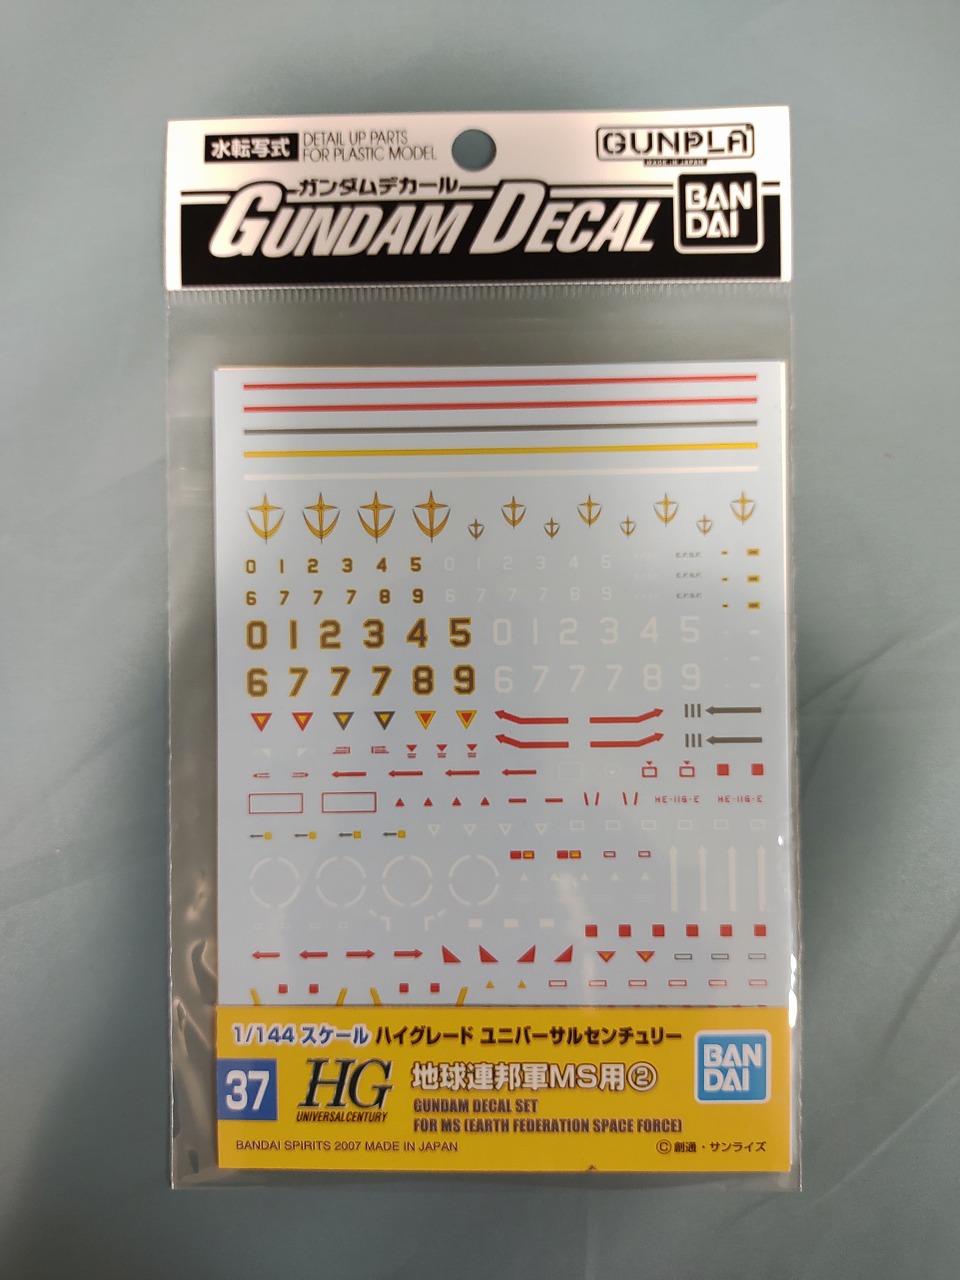 水転写式
DETAIL UP PARTS
FOR PLASTIC MODEL
GUNPLA
MADE IN JAPAN
ガンダムデカール
GUNDAM DECAL
BAN
DAI
0 1 2 3 4 5 0 1 2 3 4 5 E.F.S.F.
E.F.S.F.
6 7 7 7 8 9 6 7 7 7 8 9 E.F.S.F.
0 1 2 3 4 5 0 1 2 3 4 5
6 7 7 7 8 9 6 7 7 7 8 9
HE-116-E HE-116-E
1/144 スケール ハイグレード ユニバーサルセンチュリー
37
HG
UNIVERSAL CENTURY
地球連邦軍MS用②
GUNDAM DECAL SET
FOR MS (EARTH FEDERATION SPACE FORCE)
BAN
DAI
BANDAI SPIRITS 2007 MADE IN JAPAN
©創通・サンライズ